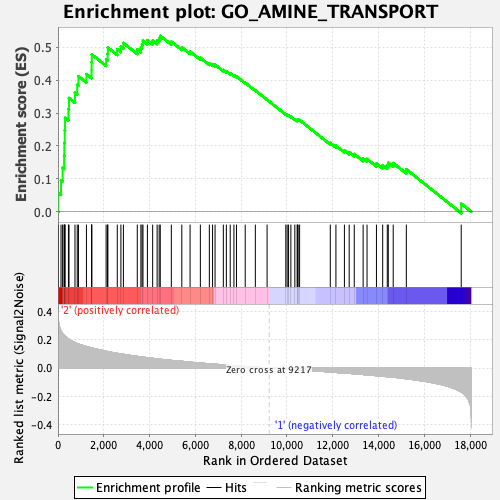 Enrichment plot: GO_AMINE_TRANSPORT
Enrichment score (ES)
0.5
0.4
0.3
0.2
0.1
0.0
'2' (positively correlated)
Ranked list metric (Signal2Noise)
0.4
0.2
0.0
-0.2
-0.4
Zero cross at 9217
'1' (negatively correlated)
0
2,000
4,000
6,000
8,000
10,000
12,000
14,000
16,000
18,000
Rank in Ordered Dataset
Enrichment profile
Hits
Ranking metric scores